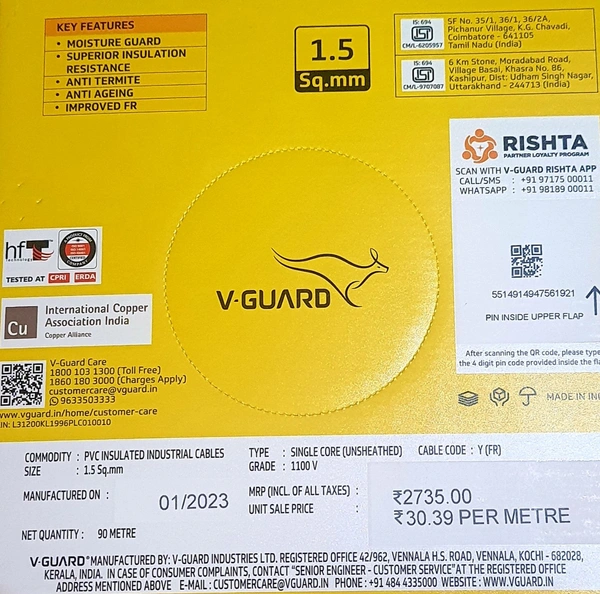 KEY FEATURES
• MOISTURE GUARD
• SUPERIOR INSULATION
RESISTANCE
• ANTI TERMITE
• ANTI AGEING
• IMPROVED FR
1.5
Sq.mm
IS: 694
ISI
CM/L-6205957
SF No. 35/1, 36/1, 36/2A,
Pichanur Village, K.G. Chavadi,
Coimbatore - 641105
Tamil Nadu (India)
IS: 694
ISI
CM/L-9707087
6 Km Stone, Moradabad Road,
Village Basai, Khasra No. 86,
Kashipur, Dist: Udham Singh Nagar,
Uttarakhand - 244713 (India)
RISHTA
PARTNER LOYALTY PROGRAM
SCAN WITH V-GUARD RISHTA APP
CALL/SMS : +91 97175 00011
WHATSAPP : +91 98189 00011
5514914947561921
PIN INSIDE UPPER FLAP
After scanning the QR code, please type
the 4 digit pin code provided inside the fla
hfT
technology
TESTED AT CPRI ERDA
Cu
International Copper
Association India
Copper Alliance
V-GUARD
V-Guard Care
1800 103 1300 (Toll Free)
1860 180 3000 (Charges Apply)
customercare@vguard.in
9633503333
www.vguard.in/home/customer-care
IN: L31200KL1996PLC010010
MADE IN IN
COMMODITY : PVC INSULATED INDUSTRIAL CABLES
TYPE : SINGLE CORE (UNSHEATHED)
CABLE CODE : Y (FR)
SIZE : 1.5 Sq.mm
GRADE : 1100 V
MANUFACTURED ON : 01/2023
MRP (INCL. OF ALL TAXES) : ₹2735.00
UNIT SALE PRICE : ₹30.39 PER METRE
NET QUANTITY : 90 METRE
V-GUARD® MANUFACTURED BY: V-GUARD INDUSTRIES LTD. REGISTERED OFFICE 42/962, VENNALA H.S. ROAD, VENNALA, KOCHI - 682028,
KERALA, INDIA. IN CASE OF CONSUMER COMPLAINTS, CONTACT "SENIOR ENGINEER - CUSTOMER SERVICE" AT THE REGISTERED OFFICE
ADDRESS MENTIONED ABOVE E-MAIL : CUSTOMERCARE@VGUARD.IN PHONE : +91 484 4335000 WEBSITE : WWW.VGUARD.IN